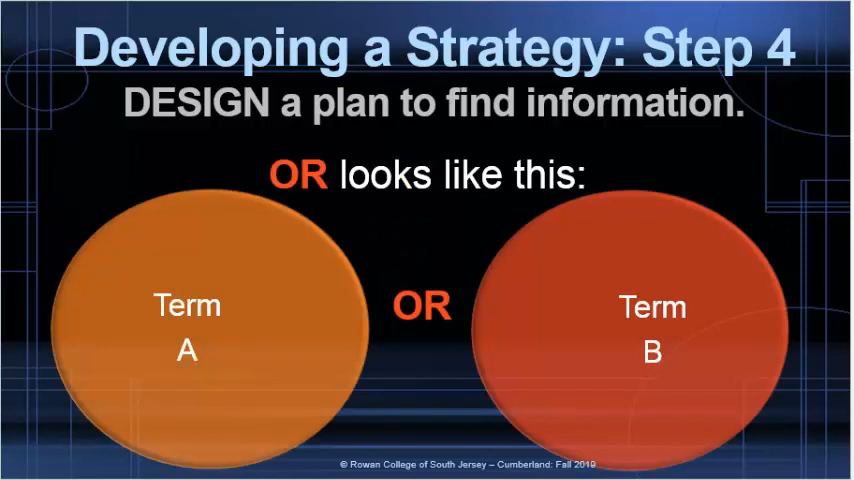 Developing a Strategy: Step 4
DESIGN a plan to find information.
OR looks like this:
Term
A
OR
Term
B
© Rowan College of South Jersey – Cumberland: Fall 2019